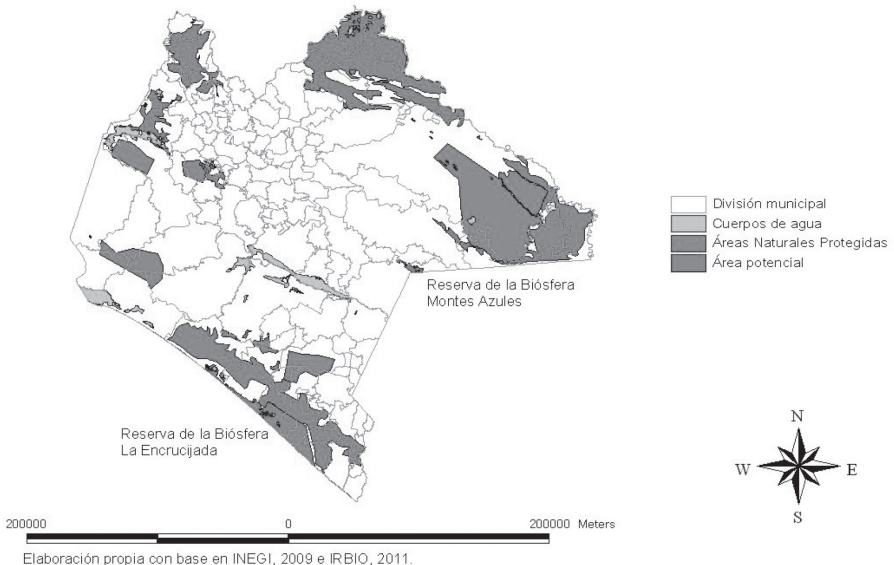 División municipal
Cuerpos de agua
Áreas Naturales Protegidas
Área potencial
Reserva de la Biósfera
Montes Azules
Reserva de la Biósfera
La Encrucijada
N
W E
S
200000 0 200000 Meters
Elaboración propia con base en INEGI, 2009 e IRBIO, 2011.